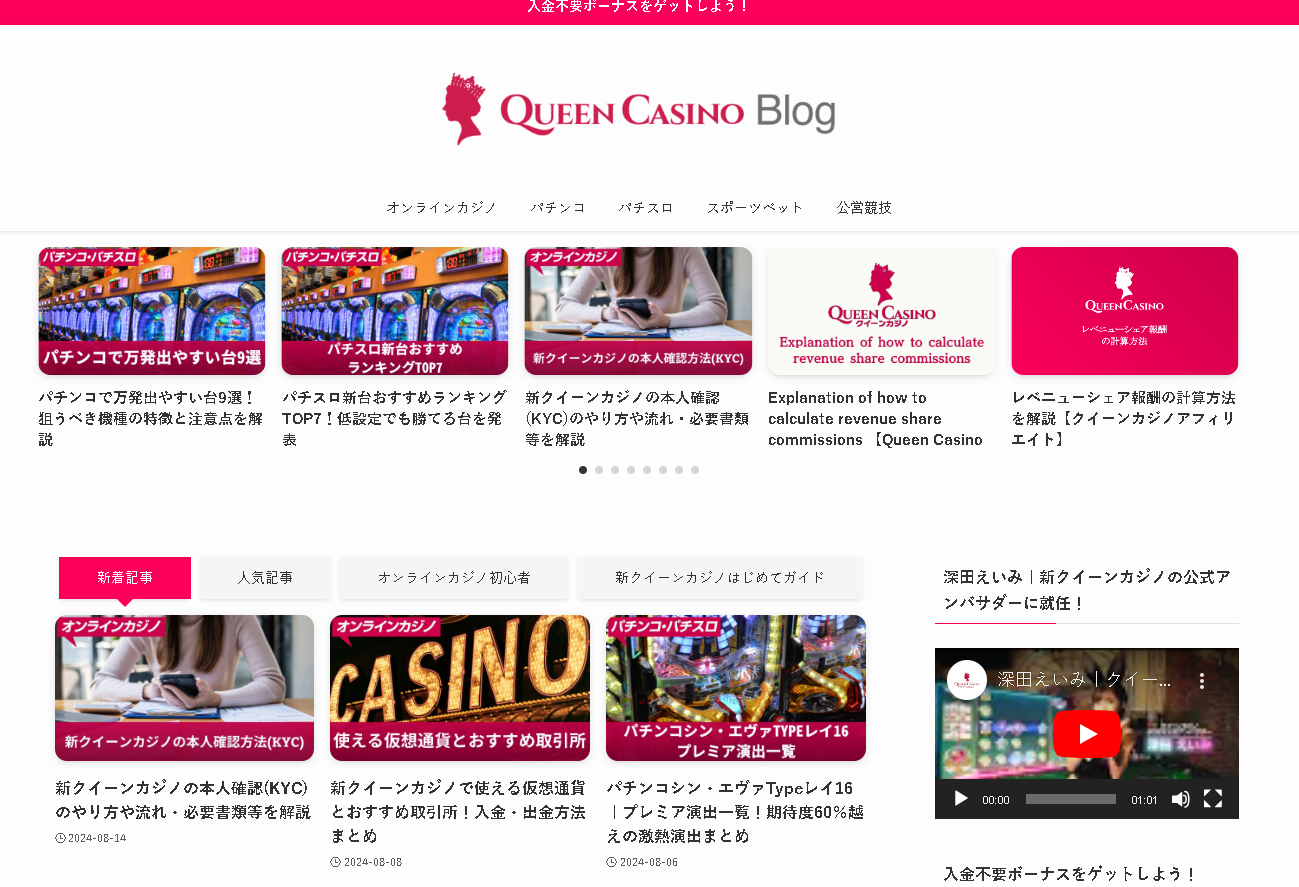 入金不要ボーナスをゲットしよう！
QUEEN CASINO Blog
オンラインカジノ
パチンコ
パチスロ
スポーツベット
公営競技
パチンコ・パチスロ
パチンコで万発出やすい台9選
パチンコで万発出やすい台9選！
狙うべき機種の特徴と注意点を解
説
パチンコ・パチスロ
パチスロ新台おすすめ
ランキングTOP7
パチスロ新台おすすめランキング
TOP7！低設定でも勝てる台を発
表
オンラインカジノ
新クイーンカジノの本人確認方法(KYC)
新クイーンカジノの本人確認
(KYC)のやり方や流れ・必要書類
等を解説
QUEEN CASINO
クイーンカジノ
Explanation of how to calculate
revenue share commissions
Explanation of how to
calculate revenue share
commissions 【Queen Casino
QUEEN CASINO
レベニューシェア報酬
の計算方法
レベニューシェア報酬の計算方法
を解説【クイーンカジノアフィリ
エイト】
新着記事
人気記事
オンラインカジノ初心者
新クイーンカジノはじめてガイド
オンラインカジノ
新クイーンカジノの本人確認方法(KYC)
新クイーンカジノの本人確認(KYC)
のやり方や流れ・必要書類等を解説
2024-08-14
オンラインカジノ
CASINO
使える仮想通貨とおすすめ取引所
新クイーンカジノで使える仮想通貨
とおすすめ取引所！入金・出金方法
まとめ
2024-08-08
パチンコ・パチスロ
パチンコシン・エヴァTYPEレイ16
プレミア演出一覧
パチンコシン・エヴァTypeレイ16
｜プレミア演出一覧！期待度60％越
えの激熱演出まとめ
2024-08-06
深田えいみ｜新クイーンカジノの公式ア
ンバサダーに就任！
深田えいみ｜クイー...
00:00
01:01
入金不要ボーナスをゲットしよう！